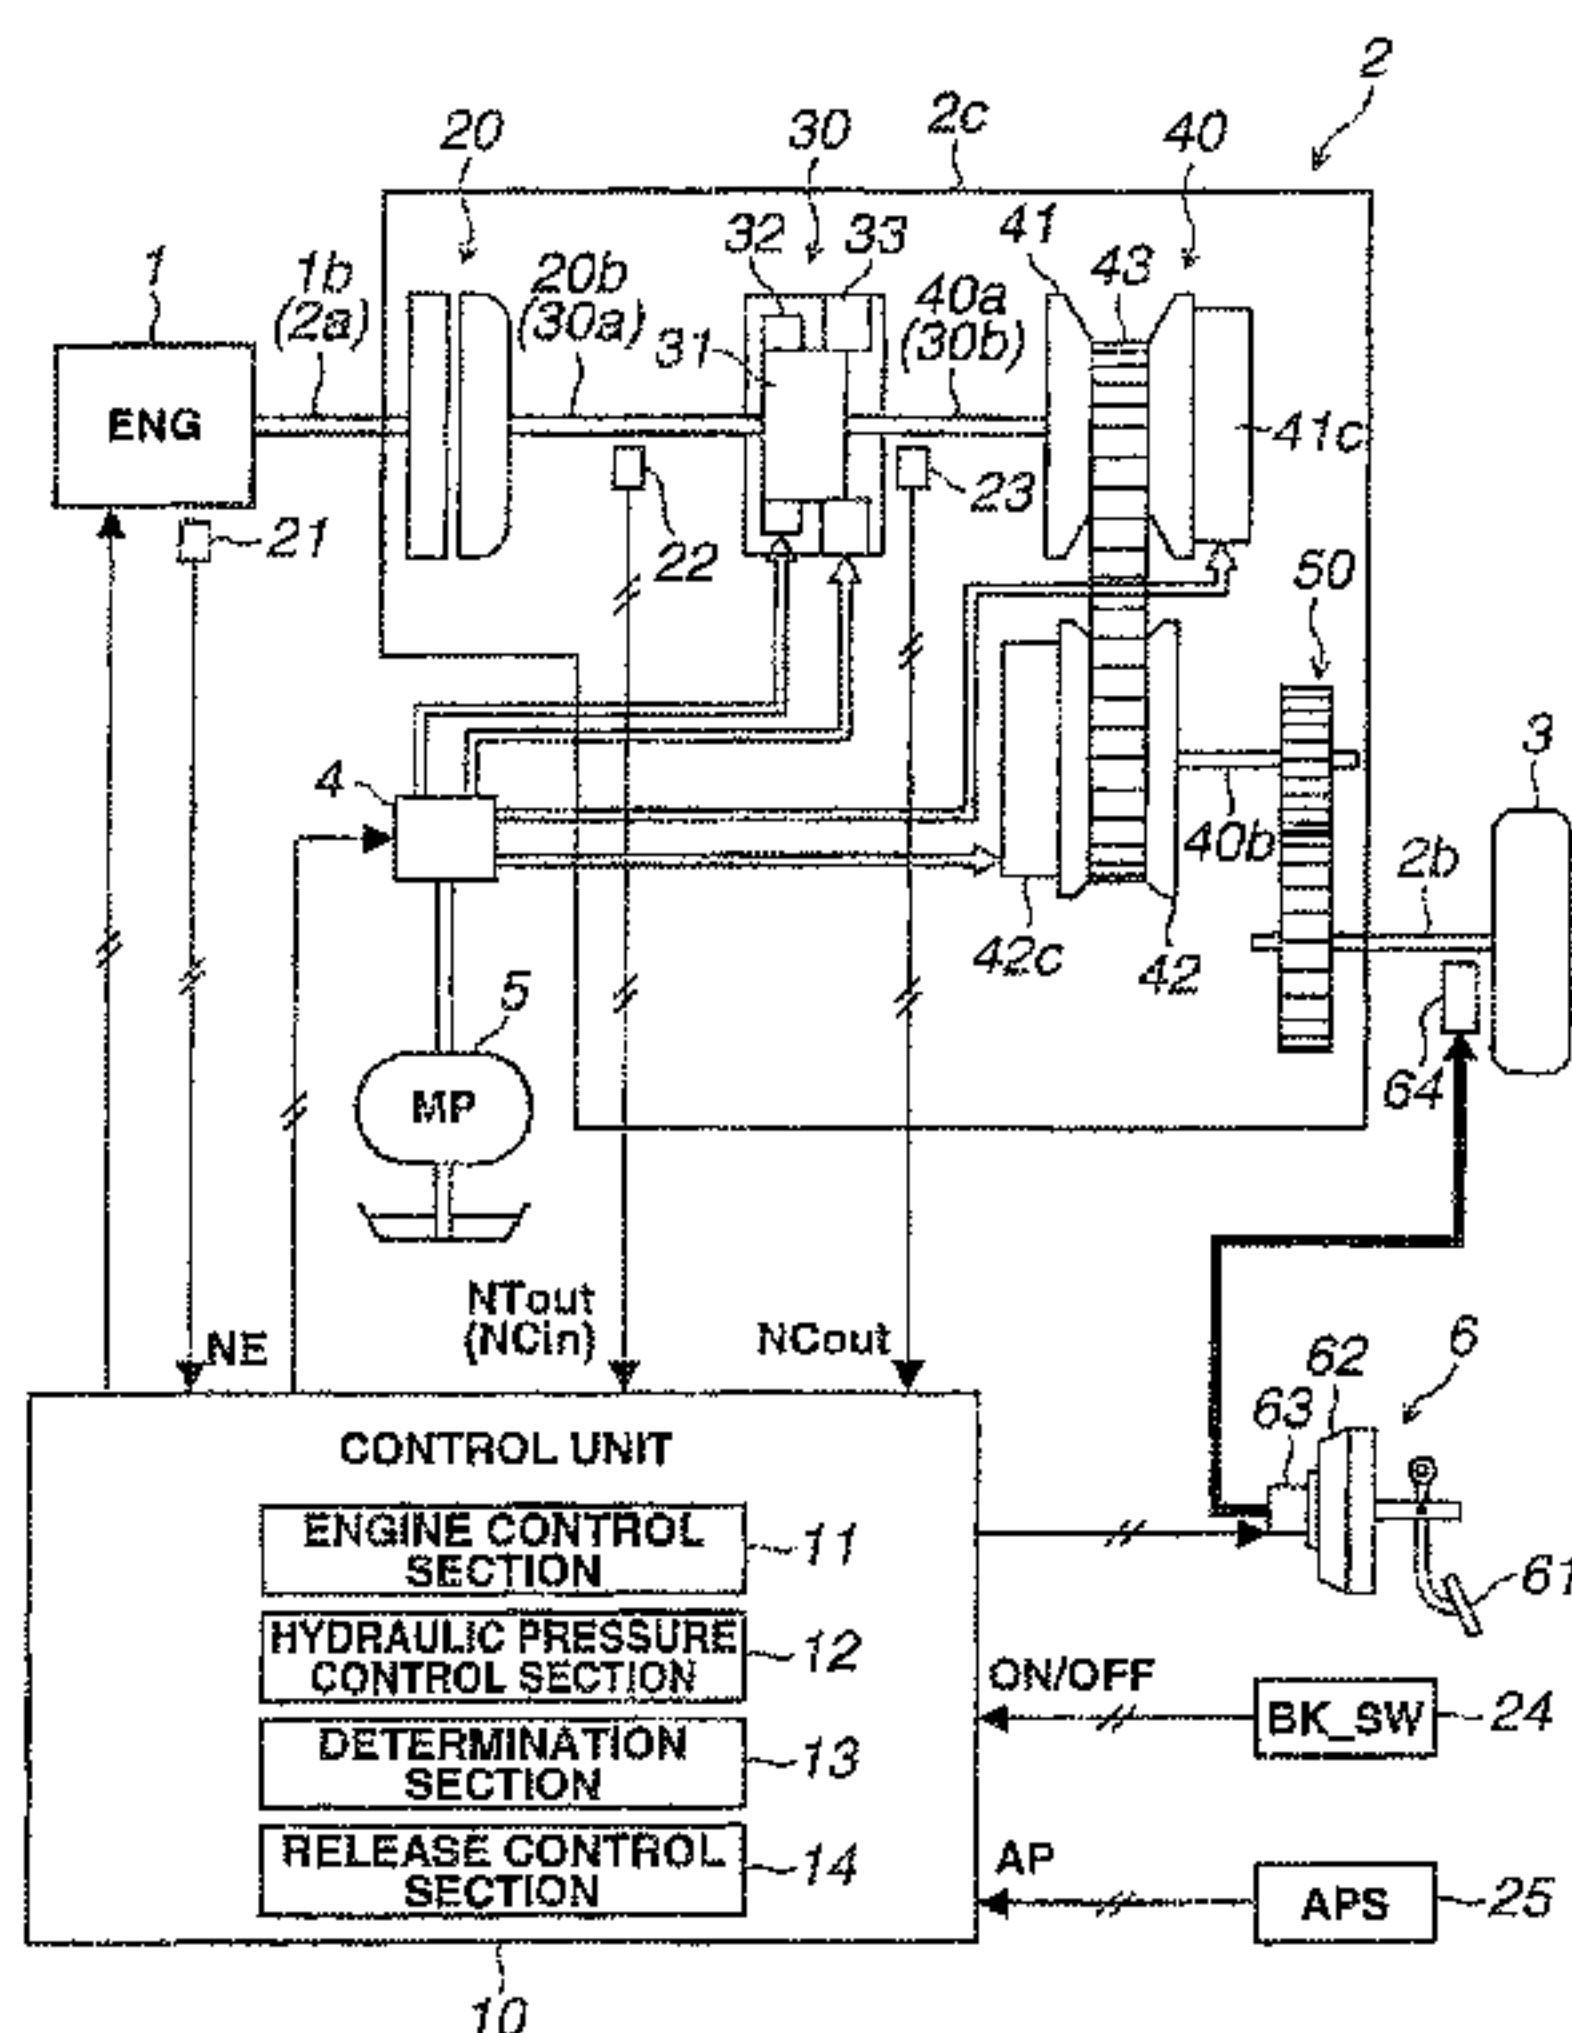 2
20
30
2c
40
32
33
41
43
1
1b
(2a)
20b
(30a)
31
40a
(30b)
ENG
41c
21
22
23
50
4
3
40b
2b
42c
42
5
64
MP
NTout
(NCin)
NE
NCout
6
62
63
CONTROL UNIT
ENGINE CONTROL
SECTION
11
61
HYDRAULIC PRESSURE
CONTROL SECTION
12
ON/OFF
BK_SW
24
DETERMINATION
SECTION
13
RELEASE CONTROL
SECTION
14
AP
APS
25
10